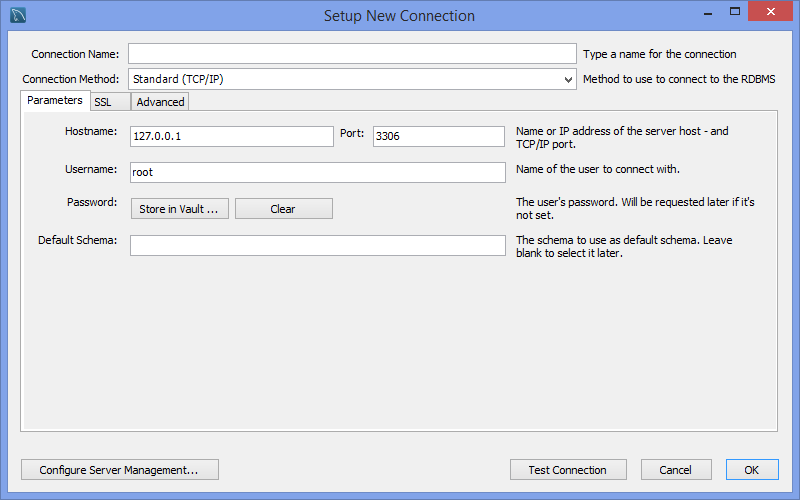 Setup New Connection
Connection Name: Type a name for the connection
Connection Method: Standard (TCP/IP) Method to use to connect to the RDBMS
Parameters SSL Advanced
Hostname: 127.0.0.1 Port: 3306 Name or IP address of the server host - and
TCP/IP port.
Username: root Name of the user to connect with.
Password: Store in Vault ... Clear The user's password. Will be requested later if it's
not set.
Default Schema: The schema to use as default schema. Leave
blank to select it later.
Configure Server Management... Test Connection Cancel OK